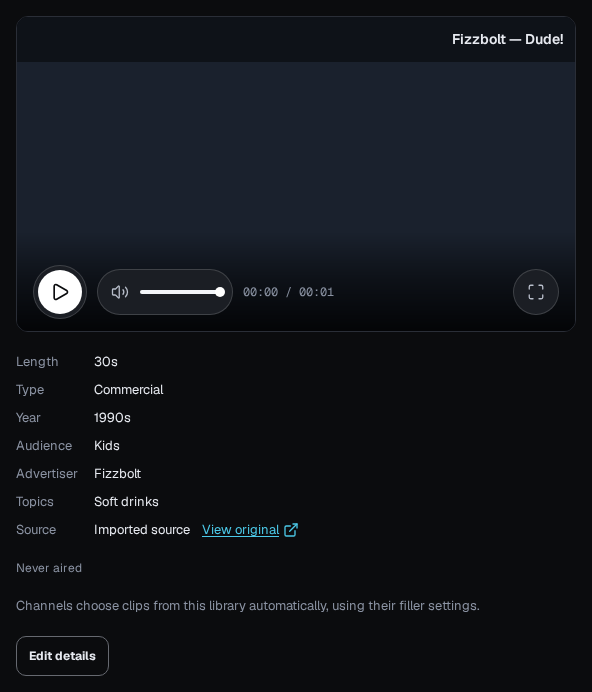 Fizzbolt — Dude!
00:00 / 00:01
Length 30s
Type Commercial
Year 1990s
Audience Kids
Advertiser Fizzbolt
Topics Soft drinks
Source Imported source View original
Never aired
Channels choose clips from this library automatically, using their filler settings.
Edit details